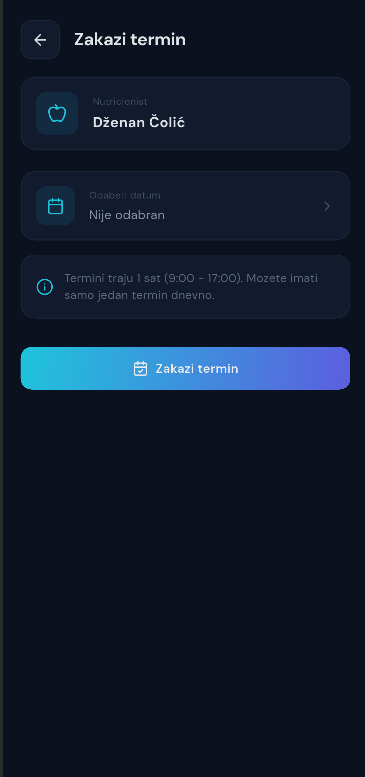 Zakazi termin
Nutricionist
Dženan Čolić
Odaberi datum
Nije odabran
Termini traju 1 sat (9:00 - 17:00). Mozete imati
samo jedan termin dnevno.
Zakazi termin